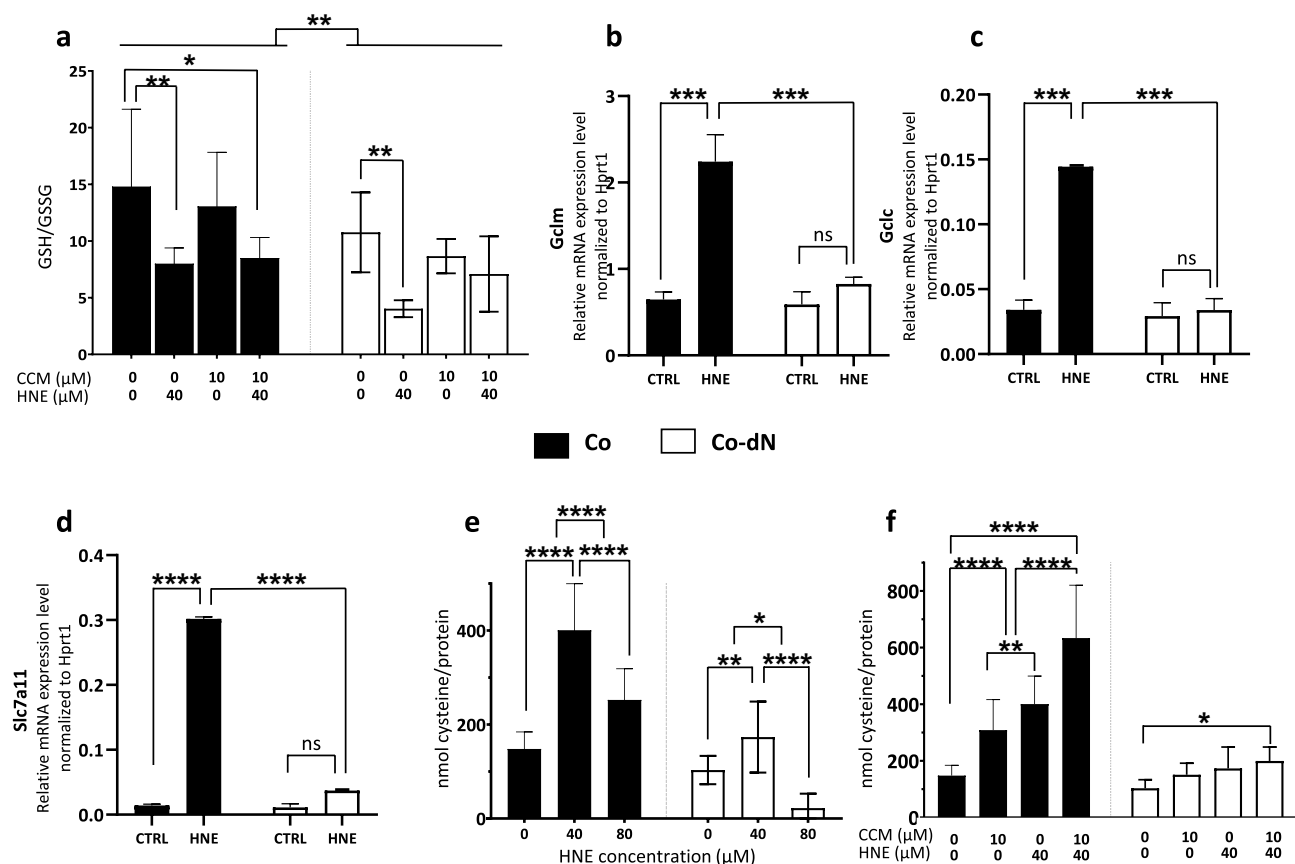 a
**
*
**
**
GSH/GSSG
25
20
15
10
5
0
CCM (µM) 0 0 10 10 0 0 10 10
HNE (µM) 0 40 0 40 0 40 0 40
b
***
***
ns
Gclm
Relative mRNA expression level
normalized to Hprt1
3
2
1
0
CTRL HNE CTRL HNE
c
***
***
ns
Gclc
Relative mRNA expression level
normalized to Hprt1
0.20
0.15
0.10
0.05
0.00
CTRL HNE CTRL HNE
Co Co-dN
d
****
****
ns
Slc7a11
Relative mRNA expression level
normalized to Hprt1
0.4
0.3
0.2
0.1
0.0
CTRL HNE CTRL HNE
e
****
**** ****
*
** ****
nmol cysteine/protein
400
200
0
0 40 80 0 40 80
HNE concentration (µM)
f
****
**** ****
**
*
nmol cysteine/protein
800
600
400
200
0
CCM (µM) 0 10 0 10 0 10 0 10
HNE (µM) 0 0 40 40 0 0 40 40